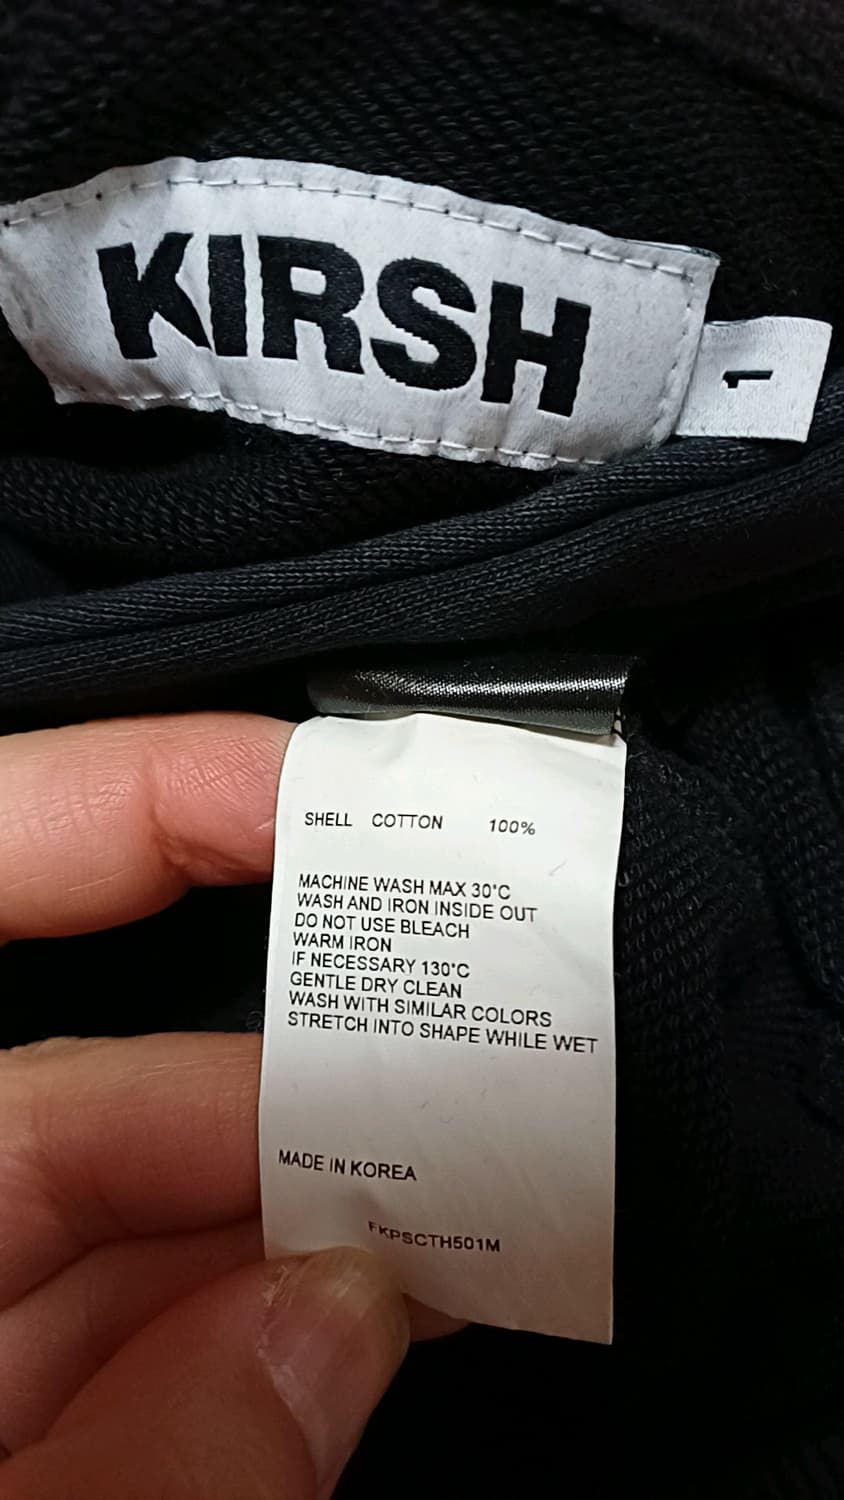 KIRSH
1
SHELL COTTON 100%
MACHINE WASH MAX 30°C
WASH AND IRON INSIDE OUT
DO NOT USE BLEACH
WARM IRON
IF NECESSARY 130°C
GENTLE DRY CLEAN
WASH WITH SIMILAR COLORS
STRETCH INTO SHAPE WHILE WET
MADE IN KOREA
FKPSCTH501M